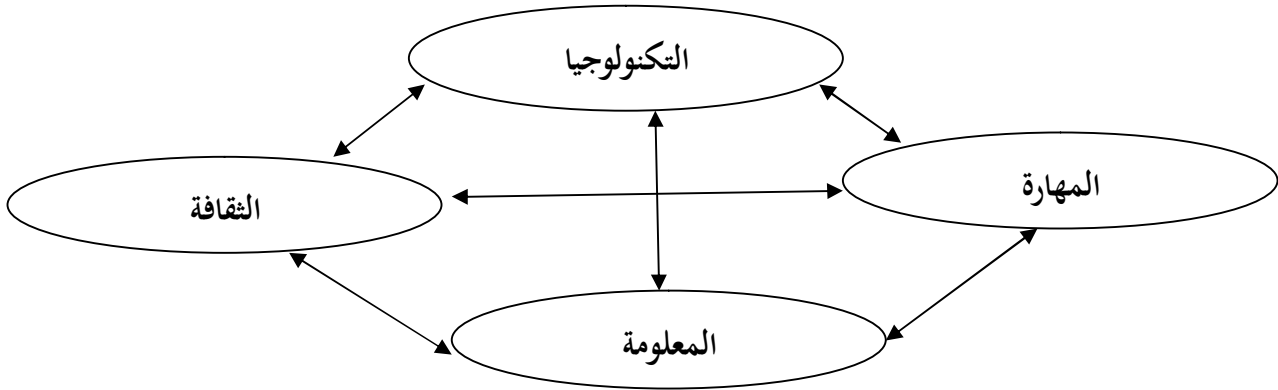 التكنولوجيا
المهارة
الثقافة
المعلومة